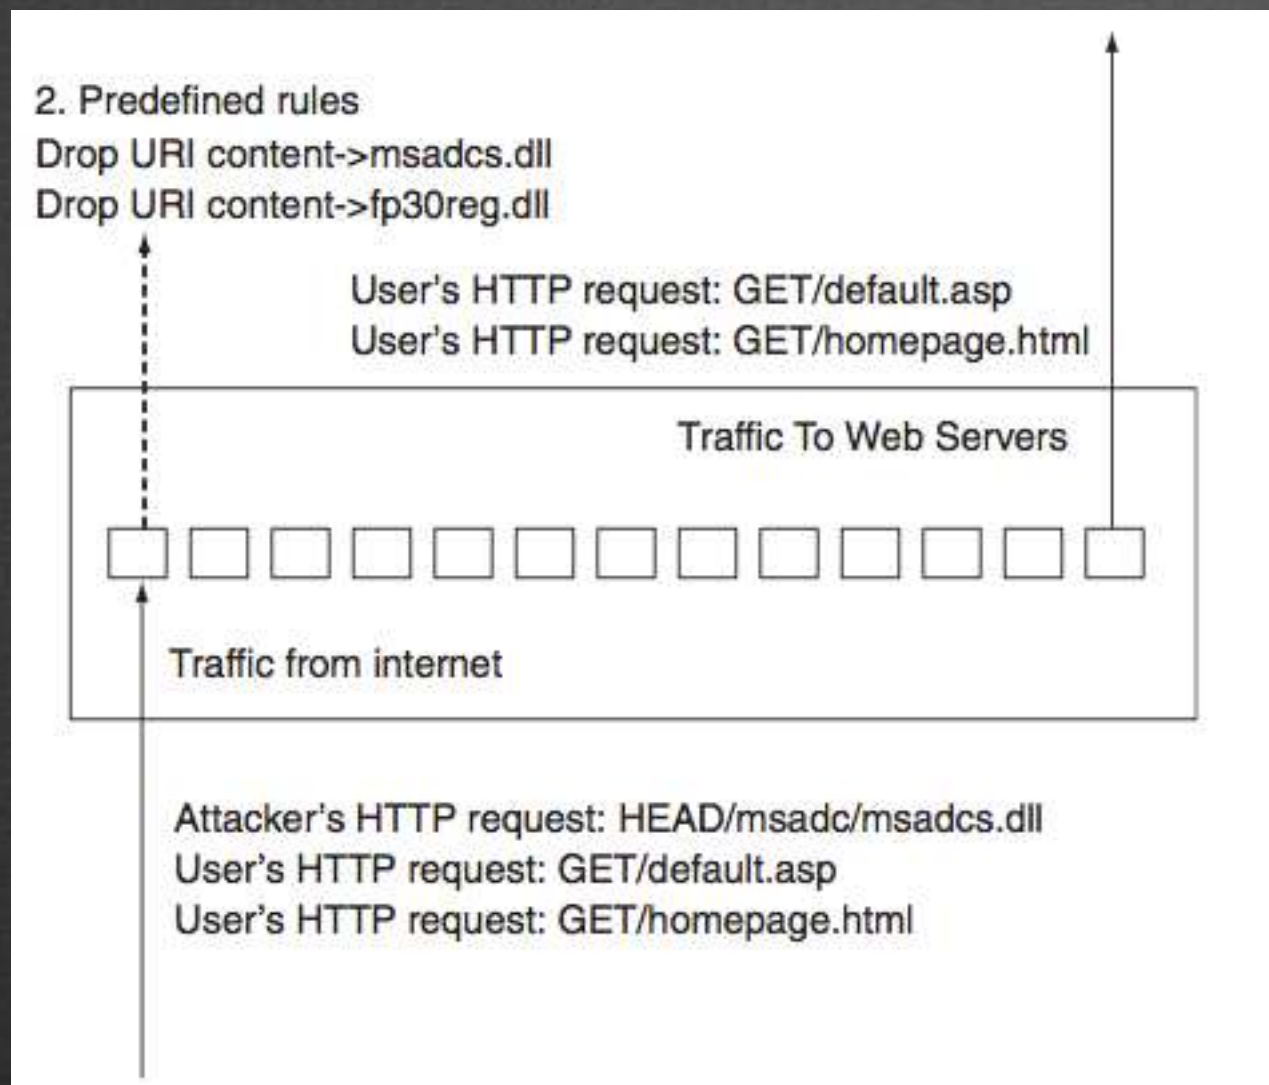 2. Predefined rules
Drop URI content->msadcs.dll
Drop URI content->fp30reg.dll
User's HTTP request: GET/default.asp
User's HTTP request: GET/homepage.html
Traffic To Web Servers
Traffic from internet
Attacker's HTTP request: HEAD/msadc/msadcs.dll
User's HTTP request: GET/default.asp
User's HTTP request: GET/homepage.html